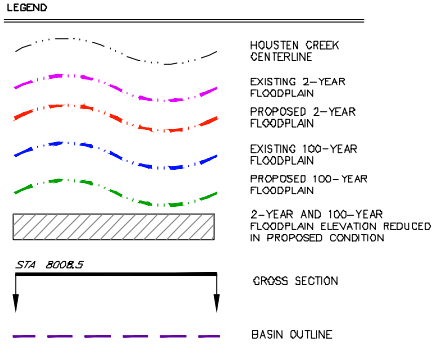 LEGEND
HOUSTEN CREEK
CENTERLINE
EXISTING 2-YEAR
FLOODPLAIN
PROPOSED 2-YEAR
FLOODPLAIN
EXISTING 100-YEAR
FLOODPLAIN
PROPOSED 100-YEAR
FLOODPLAIN
2-YEAR AND 100-YEAR
FLOODPLAIN ELEVATION REDUCED
IN PROPOSED CONDITION
STA 8008.5
CROSS SECTION
BASIN OUTLINE